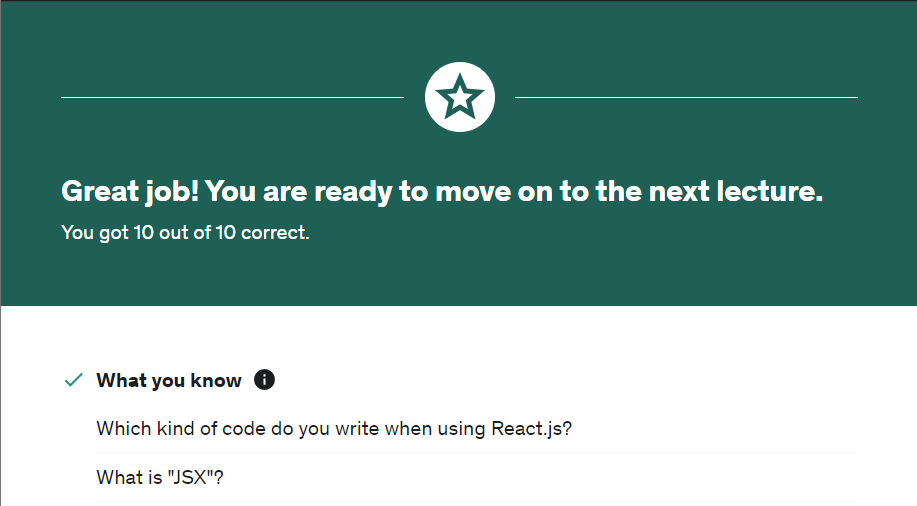 Great job! You are ready to move on to the next lecture.
You got 10 out of 10 correct.
What you know
Which kind of code do you write when using React.js?
What is "JSX"?